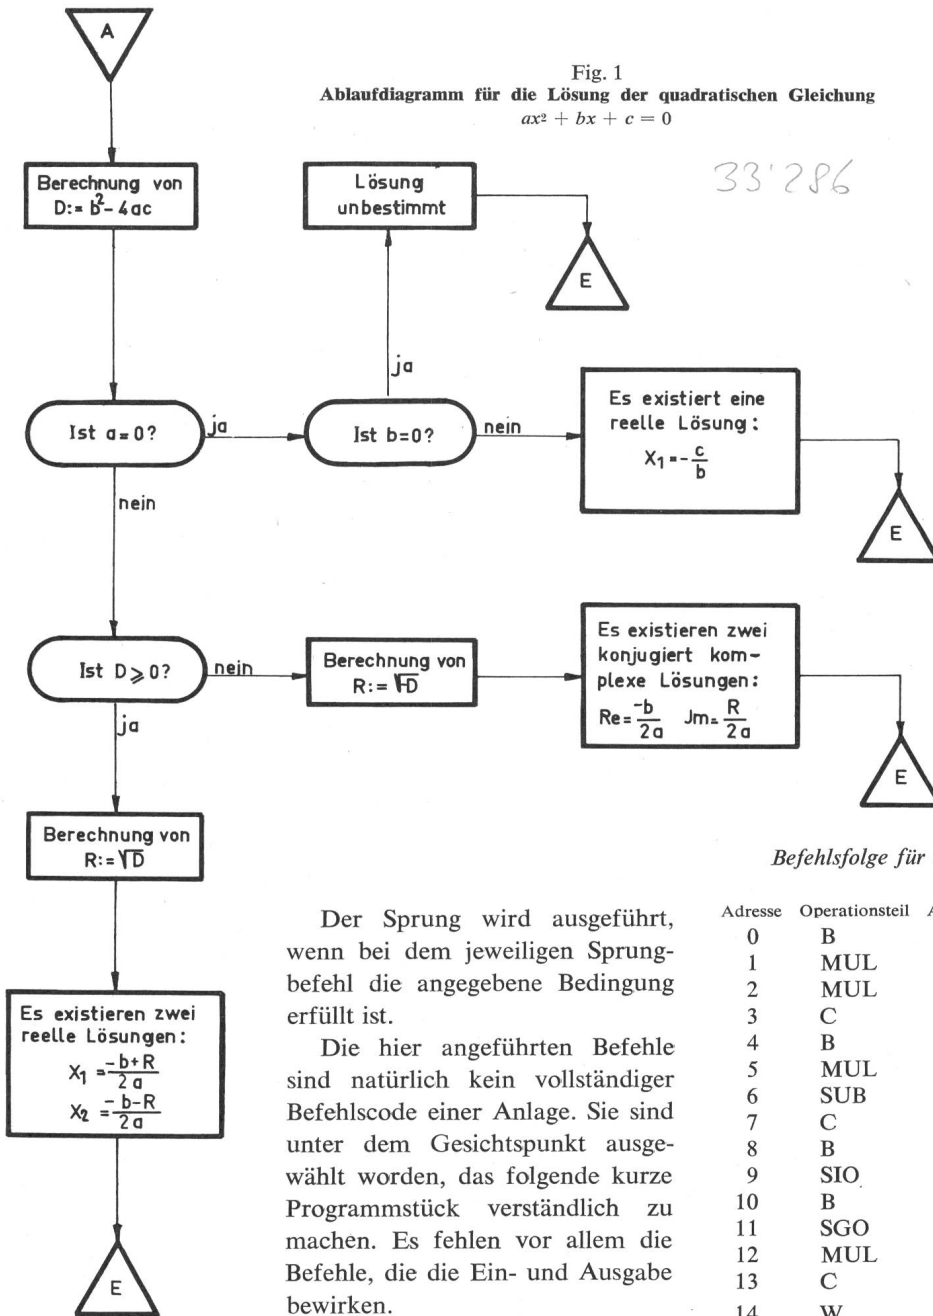 A
Fig. 1
Ablaufdiagramm für die Lösung der quadratischen Gleichung
ax² + bx + c = 0
33'286
Berechnung von
D:= b²- 4ac
Lösung
unbestimmt
E
ja
Ist a=0?
ja
Ist b=0?
nein
Es existiert eine
reelle Lösung:
X₁=-c/b
E
nein
Ist D⩾0?
nein
Berechnung von
R:= √-D
Es existieren zwei
konjugiert kom-
plexe Lösungen:
Re=-b/2a Jm=R/2a
E
ja
Berechnung von
R:=√D
Es existieren zwei
reelle Lösungen:
X₁=-b+R/2a
X₂=-b-R/2a
E
Der Sprung wird ausgeführt,
wenn bei dem jeweiligen Sprung-
befehl die angegebene Bedingung
erfüllt ist.
Die hier angeführten Befehle
sind natürlich kein vollständiger
Befehlscode einer Anlage. Sie sind
unter dem Gesichtspunkt ausge-
wählt worden, das folgende kurze
Programmstück verständlich zu
machen. Es fehlen vor allem die
Befehle, die die Ein- und Ausgabe
bewirken.
Befehlsfolge für
Adresse Operationsteil
0 B
1 MUL
2 MUL
3 C
4 B
5 MUL
6 SUB
7 C
8 B
9 SIO
10 B
11 SGO
12 MUL
13 C
14 W